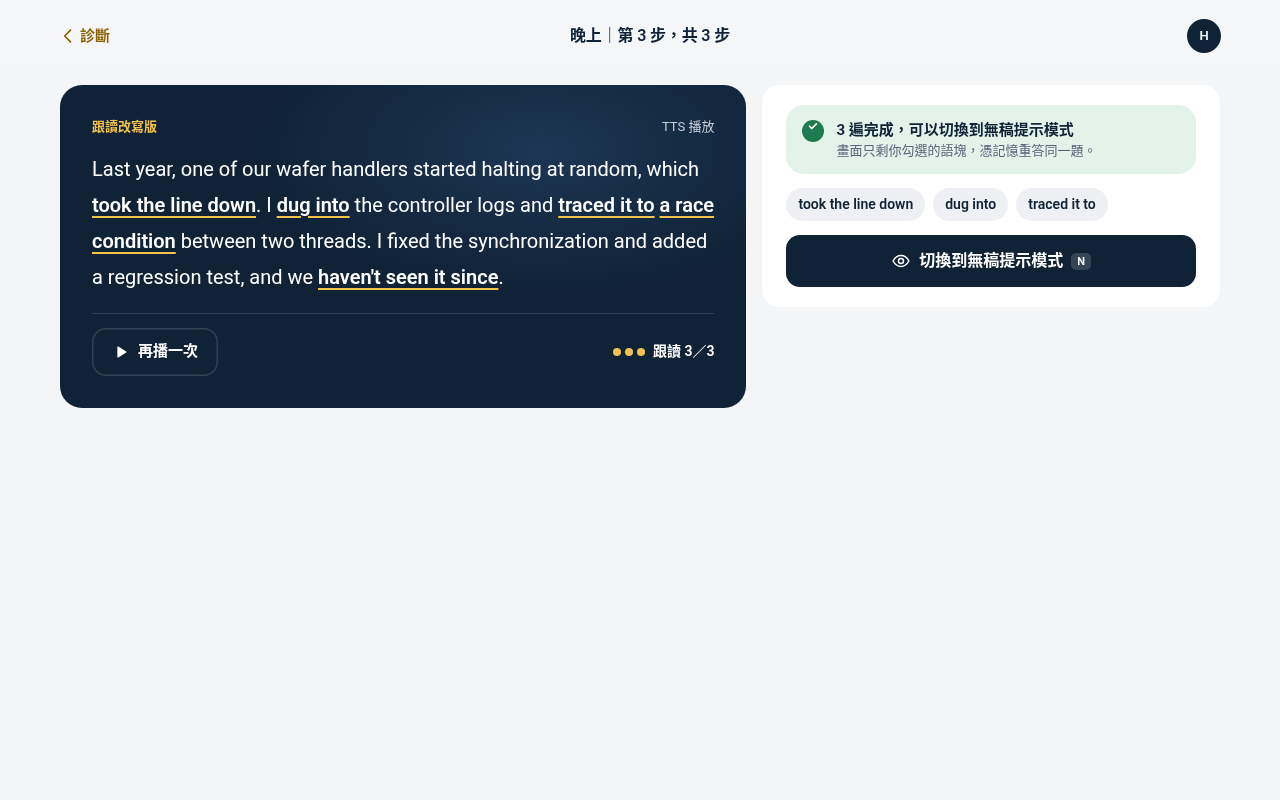 診斷
晚上｜第 3 步，共 3 步
H
跟讀改寫版
TTS 播放
Last year, one of our wafer handlers started halting at random, which
took the line down. I dug into the controller logs and traced it to a race
condition between two threads. I fixed the synchronization and added
a regression test, and we haven't seen it since.
再播一次
跟讀 3／3
3 遍完成，可以切換到無稿提示模式
畫面只剩你勾選的語塊，憑記憶重答同一題。
took the line down
dug into
traced it to
切換到無稿提示模式 N